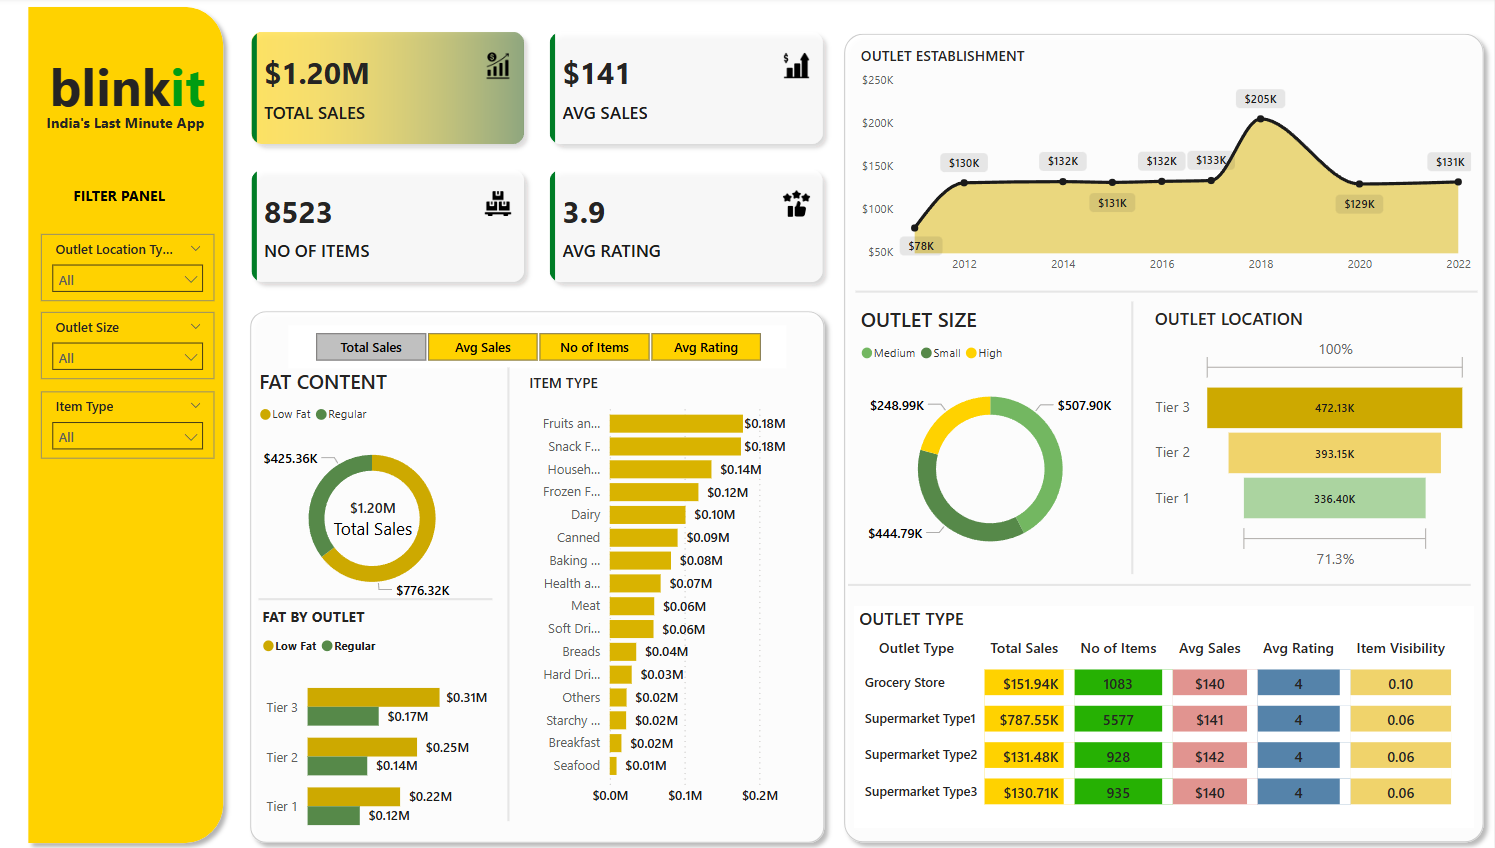 blinkit
India's Last Minute App
FILTER PANEL
Outlet Location Ty...
All
Outlet Size
All
Item Type
All
$1.20M
TOTAL SALES
$141
AVG SALES
8523
NO OF ITEMS
3.9
AVG RATING
Total Sales Avg Sales No of Items Avg Rating
FAT CONTENT
Low Fat Regular
$425.36K
$1.20M
Total Sales
$776.32K
FAT BY OUTLET
Low Fat Regular
Tier 3 $0.31M
$0.17M
Tier 2 $0.25M
$0.14M
Tier 1 $0.22M
$0.12M
ITEM TYPE
Fruits an... $0.18M
Snack F... $0.18M
Househ... $0.14M
Frozen F... $0.12M
Dairy $0.10M
Canned $0.09M
Baking ... $0.08M
Health a... $0.07M
Meat $0.06M
Soft Dri... $0.06M
Breads $0.04M
Hard Dri... $0.03M
Others $0.02M
Starchy ... $0.02M
Breakfast $0.02M
Seafood $0.01M
$0.0M $0.1M $0.2M
OUTLET ESTABLISHMENT
$250K
$200K
$150K
$100K
$50K
$78K
$130K
$132K
$131K
$132K
$133K
$205K
$129K
$131K
2012 2014 2016 2018 2020 2022
OUTLET SIZE
Medium Small High
$248.99K
$507.90K
$444.79K
OUTLET LOCATION
100%
Tier 3 472.13K
Tier 2 393.15K
Tier 1 336.40K
71.3%
OUTLET TYPE
Outlet Type Total Sales No of Items Avg Sales Avg Rating Item Visibility
Grocery Store $151.94K 1083 $140 4 0.10
Supermarket Type1 $787.55K 5577 $141 4 0.06
Supermarket Type2 $131.48K 928 $142 4 0.06
Supermarket Type3 $130.71K 935 $140 4 0.06